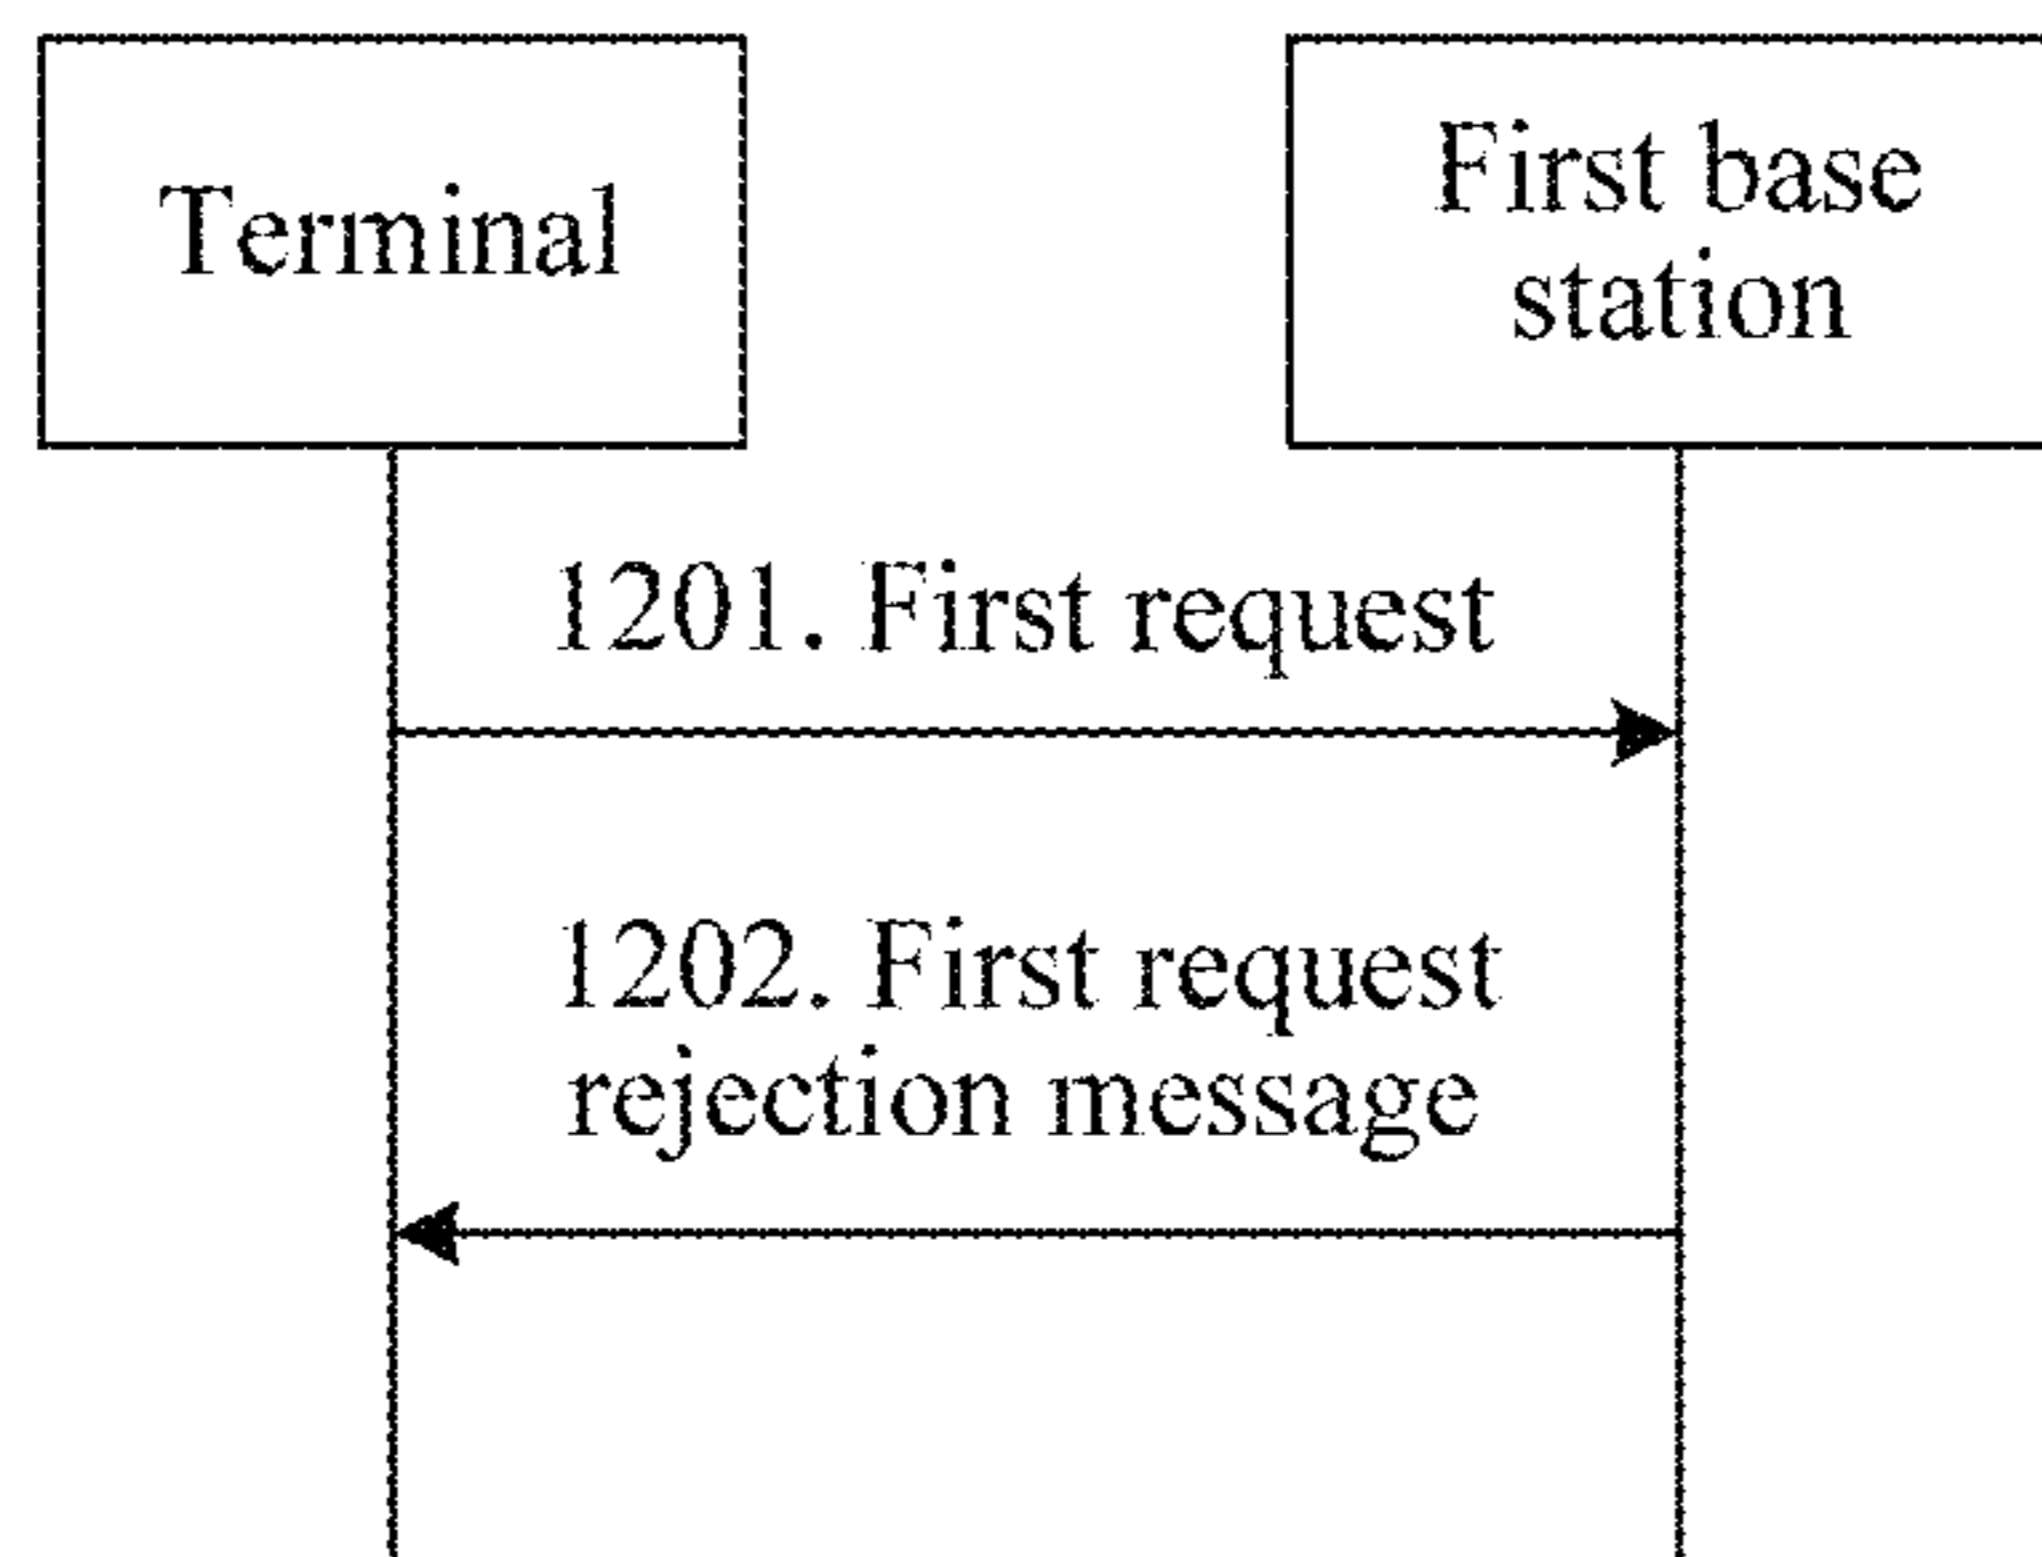 Terminal
First base
station
1201. First request
1202. First request
rejection message